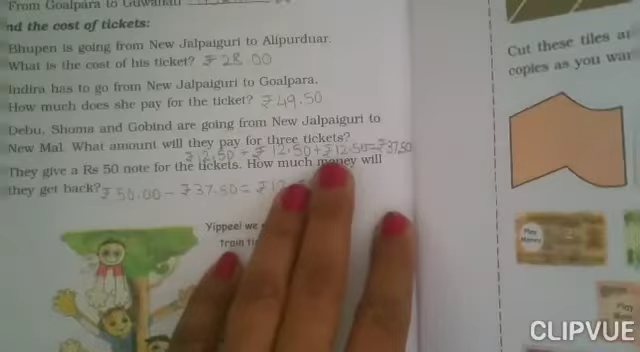 From Goalpara to Guwahati
nd the cost of tickets:
Bhupen is going from New Jalpaiguri to Alipurduar.
What is the cost of his ticket? ₹28.00
Indira has to go from New Jalpaiguri to Goalpara.
How much does she pay for the ticket? ₹49.50
Debu, Shoma and Gobind are going from New Jalpaiguri to
New Mal. What amount will they pay for three tickets?
₹12.50 + ₹12.50 + ₹12.50 = ₹37.50
They give a Rs 50 note for the tickets. How much money will
they get back? ₹50.00 - ₹37.50 = ₹12
Yippee! we
Train
Cut these tiles
copies as you
Play
Money
CLIPVUE